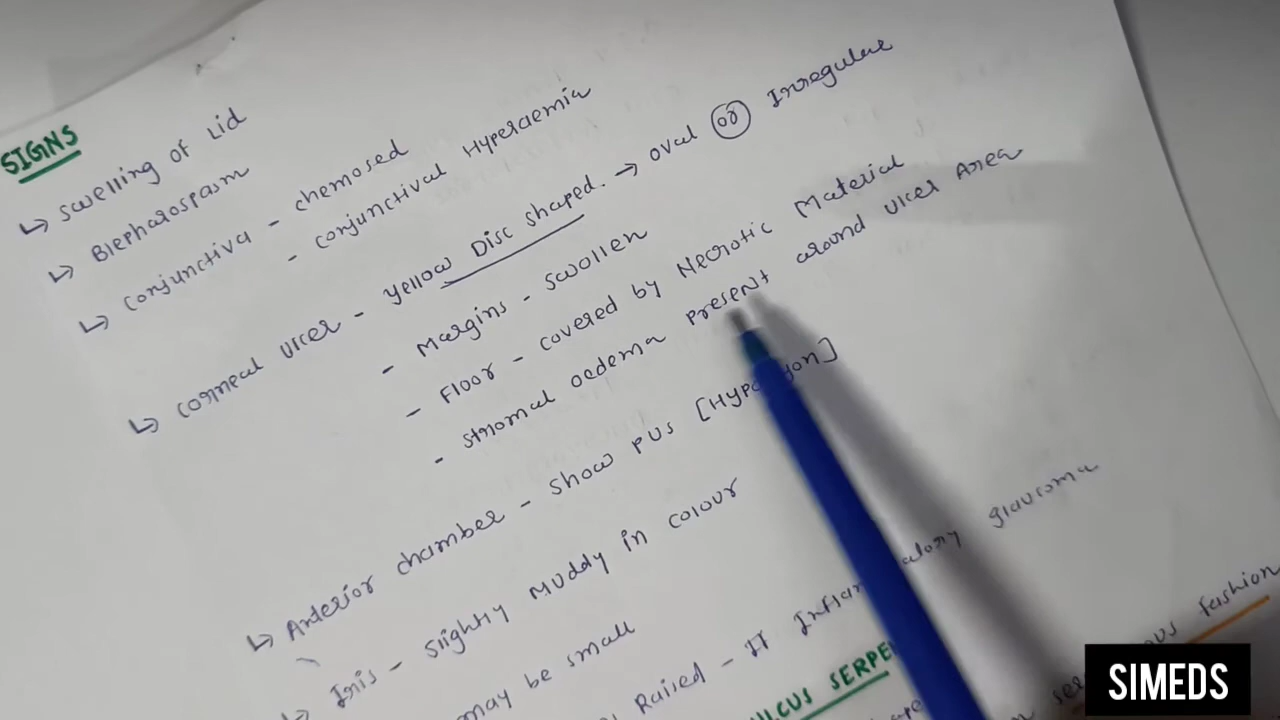 SIGNS
↳ swelling of Lid
↳ Blepharospasm
↳ conjunctiva - chemosed
- conjunctival Hyperaemia
↳ corneal ulcer - yellow Disc shaped. → oval or Irregular
- Margins - swollen
- Floor - covered by Necrotic Material
- stromal oedema present around ulcer Area
↳ Anterior chamber - show pus
↳ Iris - slightly muddy in colour
may be small
Raised - If glaucoma
fashion
SIMEDS